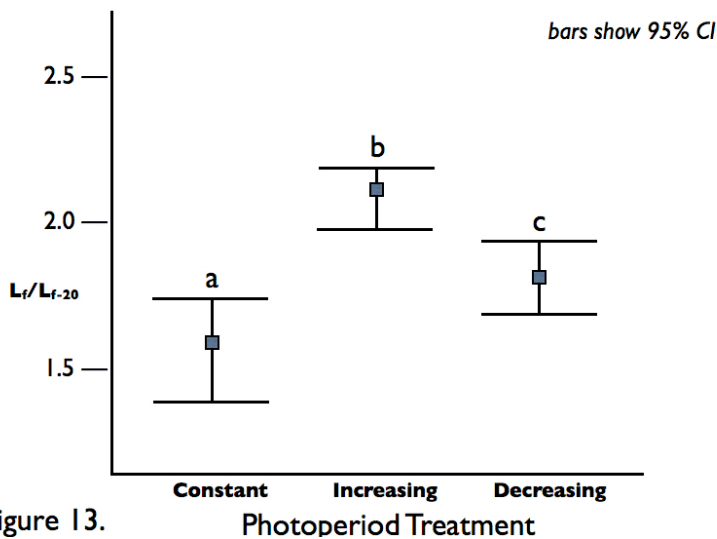 bars show 95% CI
2.5
b
2.0
c
a
Lf/Lf-20
1.5
Constant Increasing Decreasing
igure 13.
Photoperiod Treatment